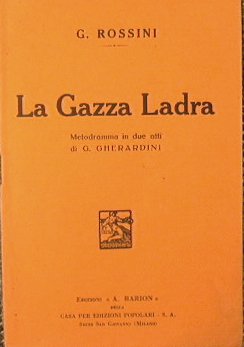 G. ROSSINI
La Gazza Ladra
Melodramma in due atti
di G. GHERARDINI
EDIZIONI « A. BARION »
DELLA
CASA PER EDIZIONI POPOLARI - S. A.
SESTO SAN GIOVANNI (MILANO)